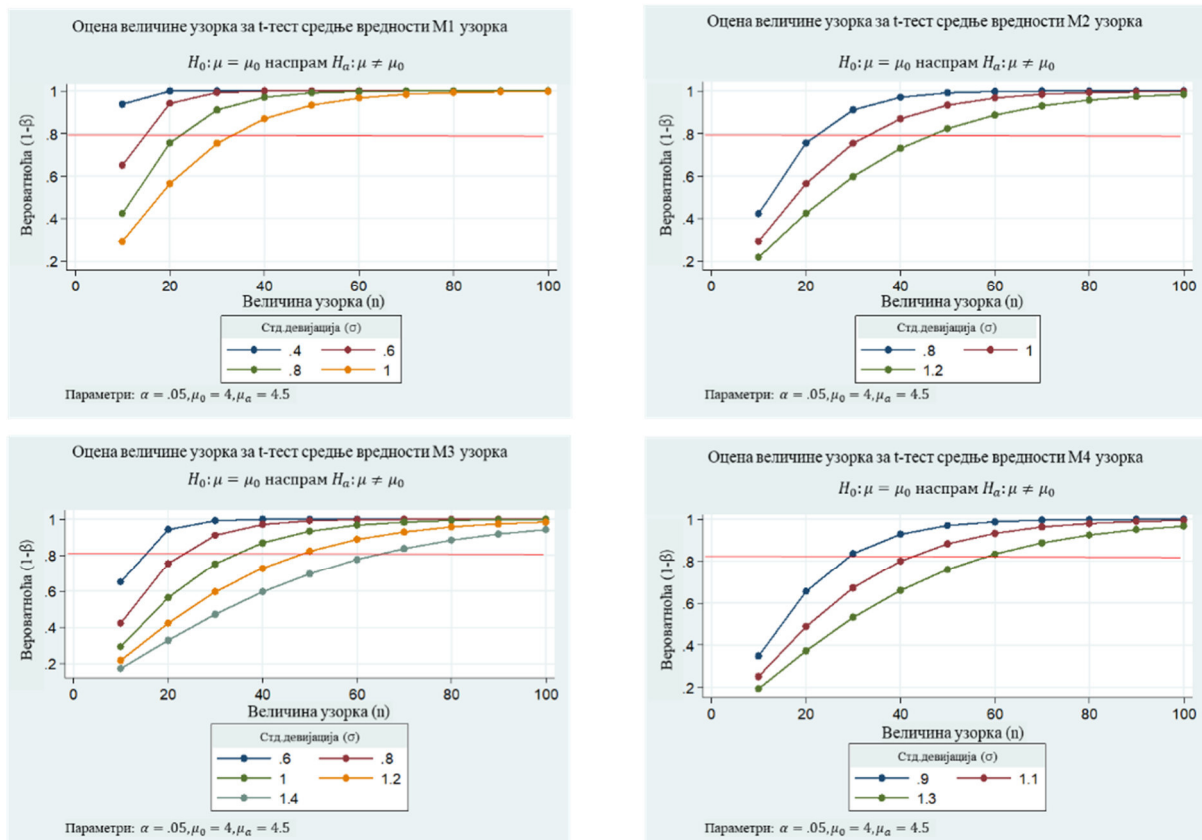 Оцена величине узорка за t-тест средње вредности М1 узорка
H₀: μ = μ₀ наспрам Hₐ: μ ≠ μ₀
Вероватноћа (1-β)
1
.8
.6
.4
.2
0 20 40 60 80 100
Величина узорка (n)
Стд.девијација (σ)
.4 .6
.8 1
Параметри: α = .05, μ₀ = 4, μₐ = 4.5
Оцена величине узорка за t-тест средње вредности М2 узорка
H₀: μ = μ₀ наспрам Hₐ: μ ≠ μ₀
Вероватноћа (1-β)
1
.8
.6
.4
.2
0 20 40 60 80 100
Величина узорка (n)
Стд.девијација (σ)
.8 1
1.2
Параметри: α = .05, μ₀ = 4, μₐ = 4.5
Оцена величине узорка за t-тест средње вредности М3 узорка
H₀: μ = μ₀ наспрам Hₐ: μ ≠ μ₀
Вероватноћа (1-β)
1
.8
.6
.4
.2
0 20 40 60 80 100
Величина узорка (n)
Стд.девијација (σ)
.6 .8
1 1.2
1.4
Параметри: α = .05, μ₀ = 4, μₐ = 4.5
Оцена величине узорка за t-тест средње вредности М4 узорка
H₀: μ = μ₀ наспрам Hₐ: μ ≠ μ₀
Вероватноћа (1-β)
1
.8
.6
.4
.2
0 20 40 60 80 100
Величина узорка (n)
Стд.девијација (σ)
.9 1.1
1.3
Параметри: α = .05, μ₀ = 4, μₐ = 4.5